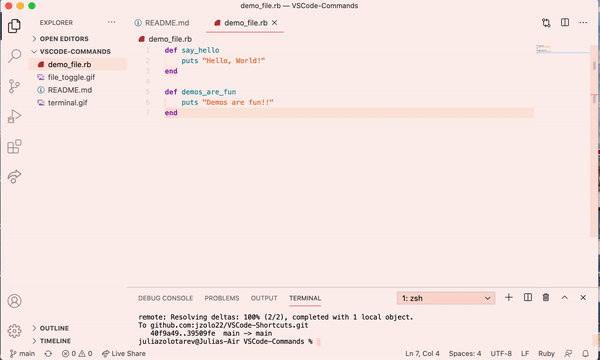 demo_file.rb — VSCode-Commands
EXPLORER
OPEN EDITORS
VSCODE-COMMANDS
demo_file.rb
file_toggle.gif
README.md
terminal.gif
OUTLINE
TIMELINE
README.md
demo_file.rb
demo_file.rb
1 def say_hello
2 puts "Hello, World!"
3 end
4
5 def demos_are_fun
6 puts "Demos are fun!!"
7 end
DEBUG CONSOLE PROBLEMS OUTPUT TERMINAL 1: zsh
remote: Resolving deltas: 100% (2/2), completed with 1 local object.
To github.com:jzolo22/VSCode-Shortcuts.git
40f9a49..39509fe main -> main
juliazolotarev@Julias-Air VSCode-Commands %
main 0 0 Live Share Ln 7, Col 4 Spaces: 4 UTF-8 LF Ruby